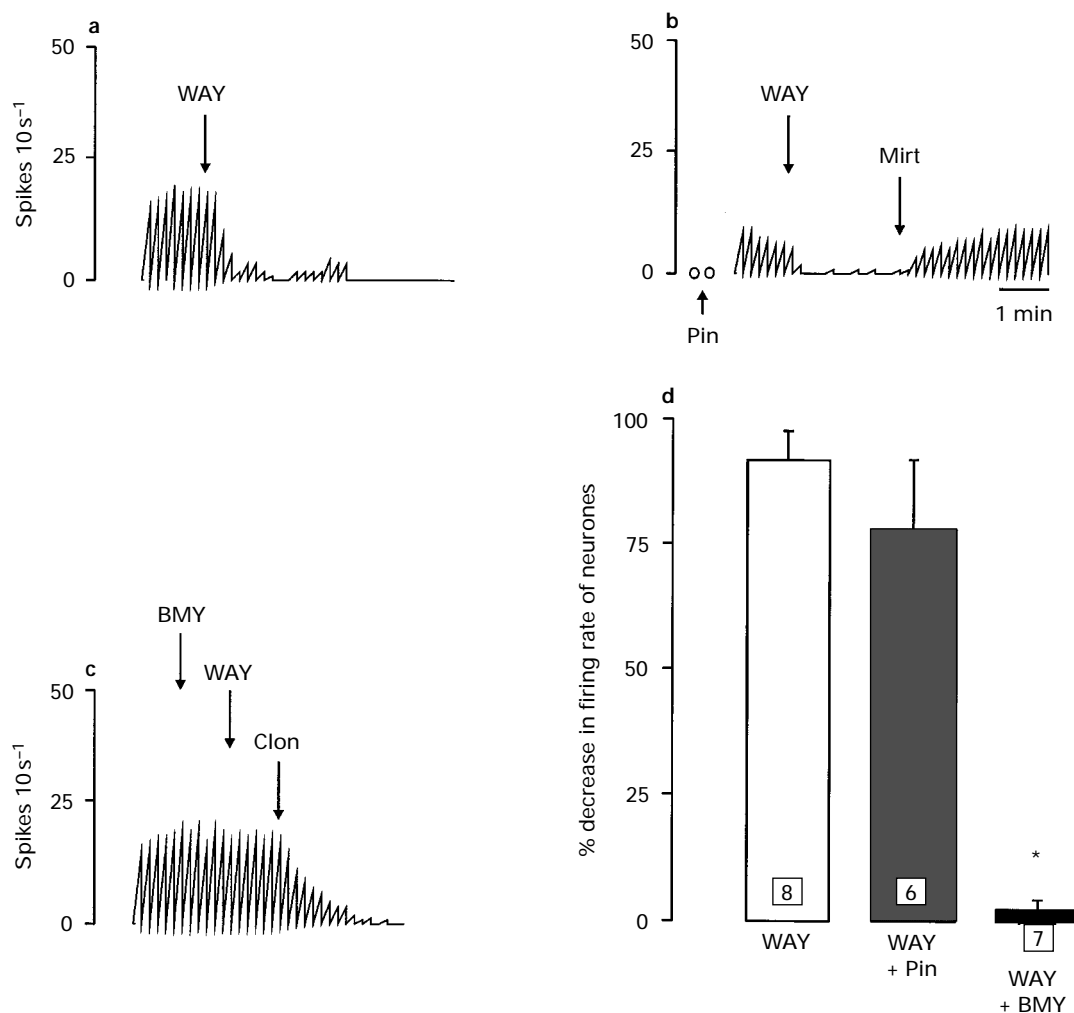 a
50
25
0
Spikes 10 s⁻¹
WAY
b
50
25
0
WAY
Mirt
Pin
1 min
c
50
25
0
Spikes 10 s⁻¹
BMY
WAY
Clon
d
100
75
50
25
0
% decrease in firing rate of neurones
8
6
*
7
WAY
WAY
+ Pin
WAY
+ BMY